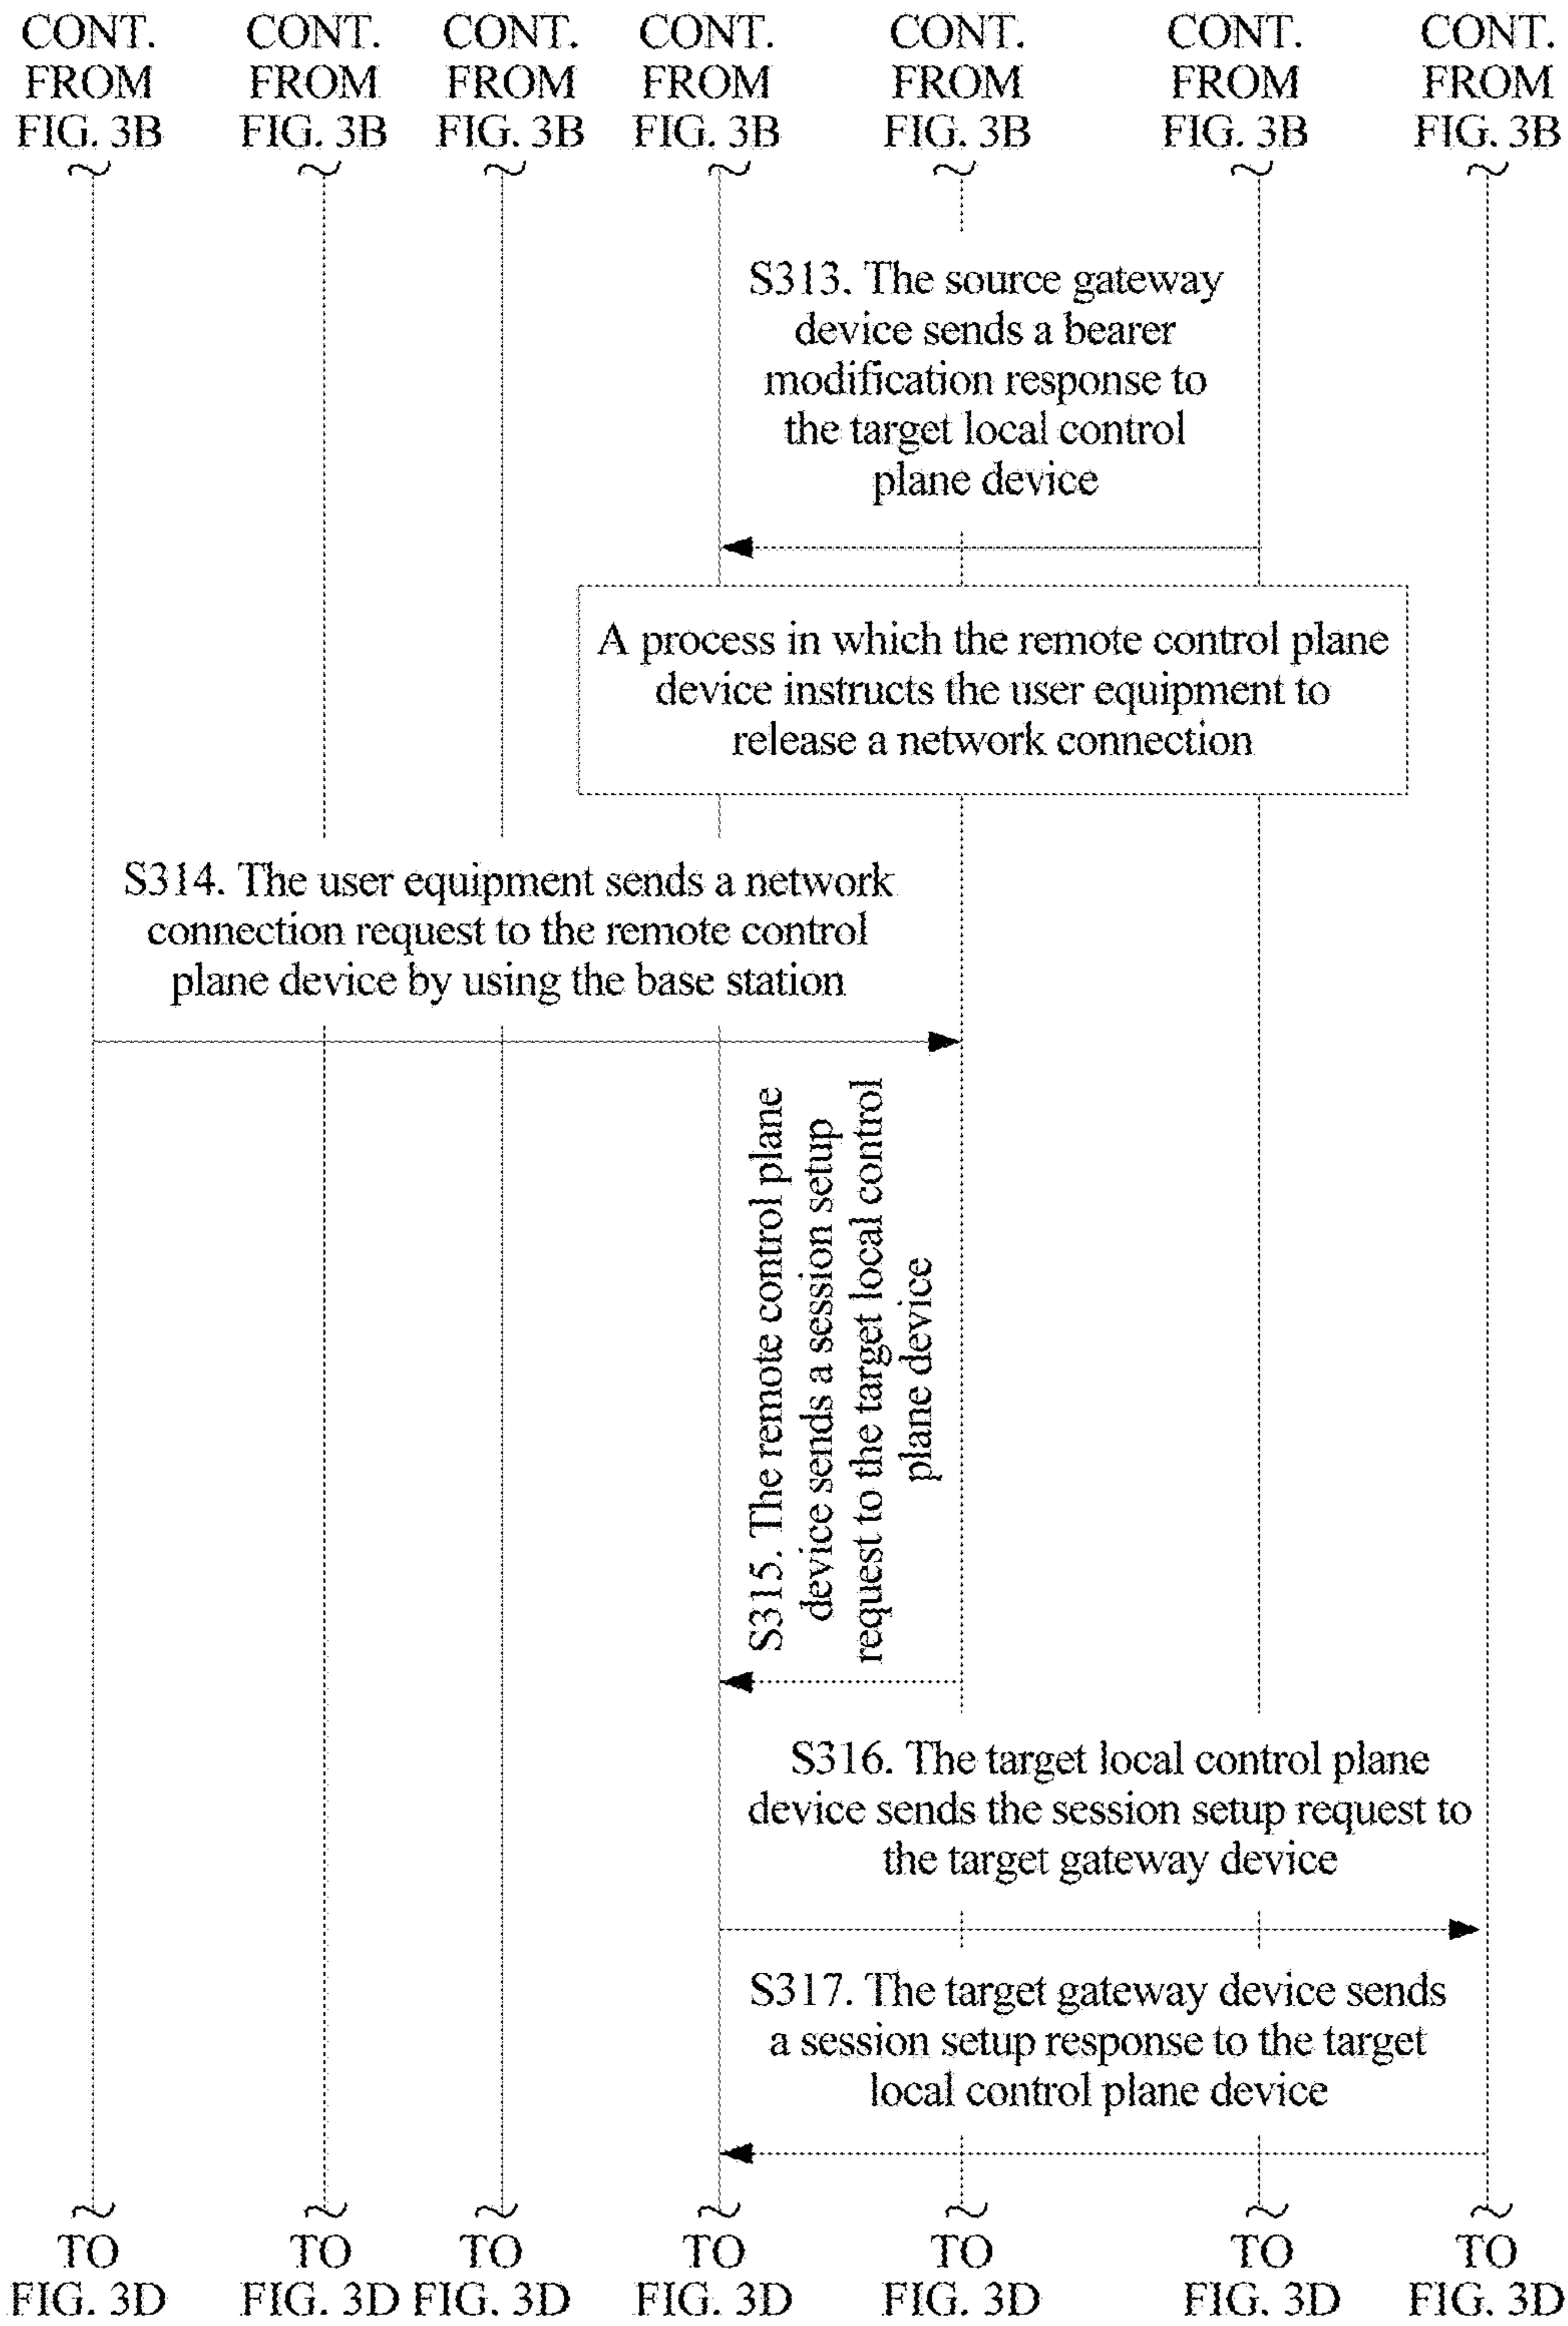 CONT. CONT. CONT. CONT. CONT. CONT. CONT.
FROM FROM FROM FROM FROM FROM FROM
FIG. 3B FIG. 3B FIG. 3B FIG. 3B FIG. 3B FIG. 3B FIG. 3B
S313. The source gateway
device sends a bearer
modification response to
the target local control
plane device
A process in which the remote control plane
device instructs the user equipment to
release a network connection
S314. The user equipment sends a network
connection request to the remote control
plane device by using the base station
S315. The remote control plane
device sends a session setup
request to the target local control
plane device
S316. The target local control plane
device sends the session setup request to
the target gateway device
S317. The target gateway device sends
a session setup response to the target
local control plane device
TO TO TO TO TO TO TO
FIG. 3D FIG. 3D FIG. 3D FIG. 3D FIG. 3D FIG. 3D FIG. 3D